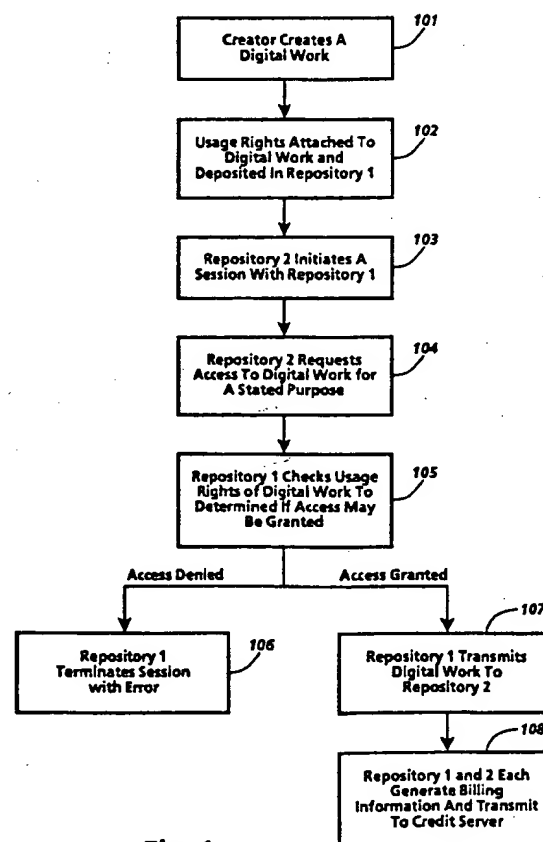 101
Creator Creates A
Digital Work
102
Usage Rights Attached To
Digital Work and
Deposited In Repository 1
103
Repository 2 Initiates A
Session With Repository 1
104
Repository 2 Requests
Access To Digital Work for
A Stated Purpose
105
Repository 1 Checks Usage
Rights of Digital Work To
Determined If Access May
Be Granted
Access Denied
Access Granted
106
Repository 1
Terminates Session
with Error
107
Repository 1 Transmits
Digital Work To
Repository 2
108
Repository 1 and 2 Each
Generate Billing
Information And Transmit
To Credit Server